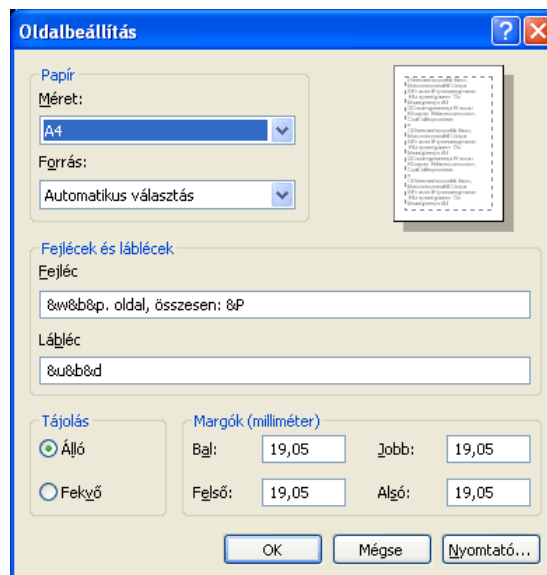 Oldalbeállítás
Papír
Méret:
A4
Forrás:
Automatikus választás
Fejlécek és láblécek
Fejléc
&w&b&p. oldal, összesen: &P
Lábléc
&u&b&d
Tájolás
Álló
Fekvő
Margók (milliméter)
Bal: 19,05 Jobb: 19,05
Felső: 19,05 Alsó: 19,05
OK Mégse Nyomtató...